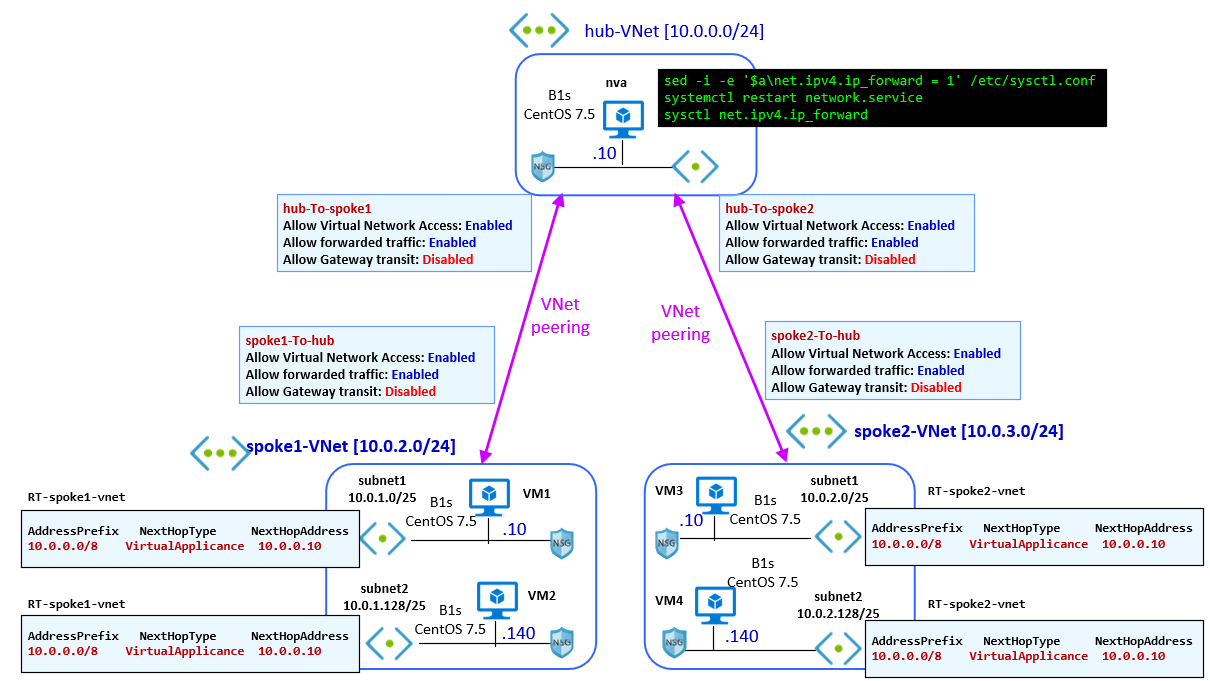 hub-VNet [10.0.0.0/24]
nva
B1s
CentOS 7.5
.10
NSG
sed -i -e '$a\net.ipv4.ip_forward = 1' /etc/sysctl.conf
systemctl restart network.service
sysctl net.ipv4.ip_forward
hub-To-spoke1
Allow Virtual Network Access: Enabled
Allow forwarded traffic: Enabled
Allow Gateway transit: Disabled
hub-To-spoke2
Allow Virtual Network Access: Enabled
Allow forwarded traffic: Enabled
Allow Gateway transit: Disabled
VNet
peering
VNet
peering
spoke1-To-hub
Allow Virtual Network Access: Enabled
Allow forwarded traffic: Enabled
Allow Gateway transit: Disabled
spoke2-To-hub
Allow Virtual Network Access: Enabled
Allow forwarded traffic: Enabled
Allow Gateway transit: Disabled
spoke1-VNet [10.0.2.0/24]
RT-spoke1-vnet
AddressPrefix NextHopType NextHopAddress
10.0.0.0/8 VirtualApplicance 10.0.0.10
subnet1
10.0.1.0/25
B1s
CentOS 7.5
VM1
.10
NSG
RT-spoke1-vnet
AddressPrefix NextHopType NextHopAddress
10.0.0.0/8 VirtualApplicance 10.0.0.10
subnet2
10.0.1.128/25
B1s
CentOS 7.5
VM2
.140
NSG
spoke2-VNet [10.0.3.0/24]
VM3
.10
NSG
B1s
CentOS 7.5
subnet1
10.0.2.0/25
RT-spoke2-vnet
AddressPrefix NextHopType NextHopAddress
10.0.0.0/8 VirtualApplicance 10.0.0.10
B1s
CentOS 7.5
VM4
.140
NSG
subnet2
10.0.2.128/25
RT-spoke2-vnet
AddressPrefix NextHopType NextHopAddress
10.0.0.0/8 VirtualApplicance 10.0.0.10